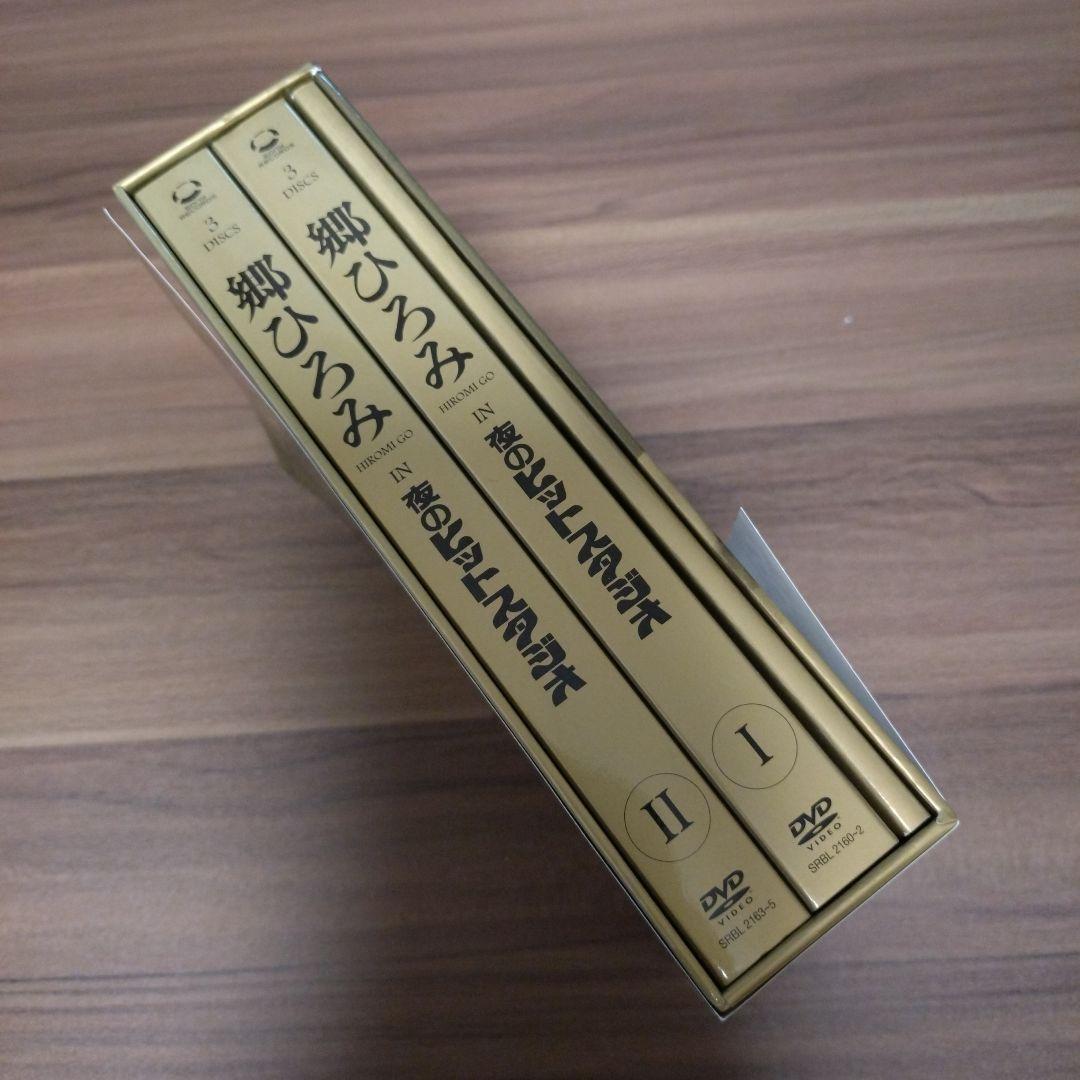 3
DISCS
郷ひろみ
HIROMI GO
IN
夜のヒットスタジオ
I
DVD
VIDEO
SRBL 2160-2
3
DISCS
郷ひろみ
HIROMI GO
IN
夜のヒットスタジオ
II
DVD
VIDEO
SRBL 2163-5